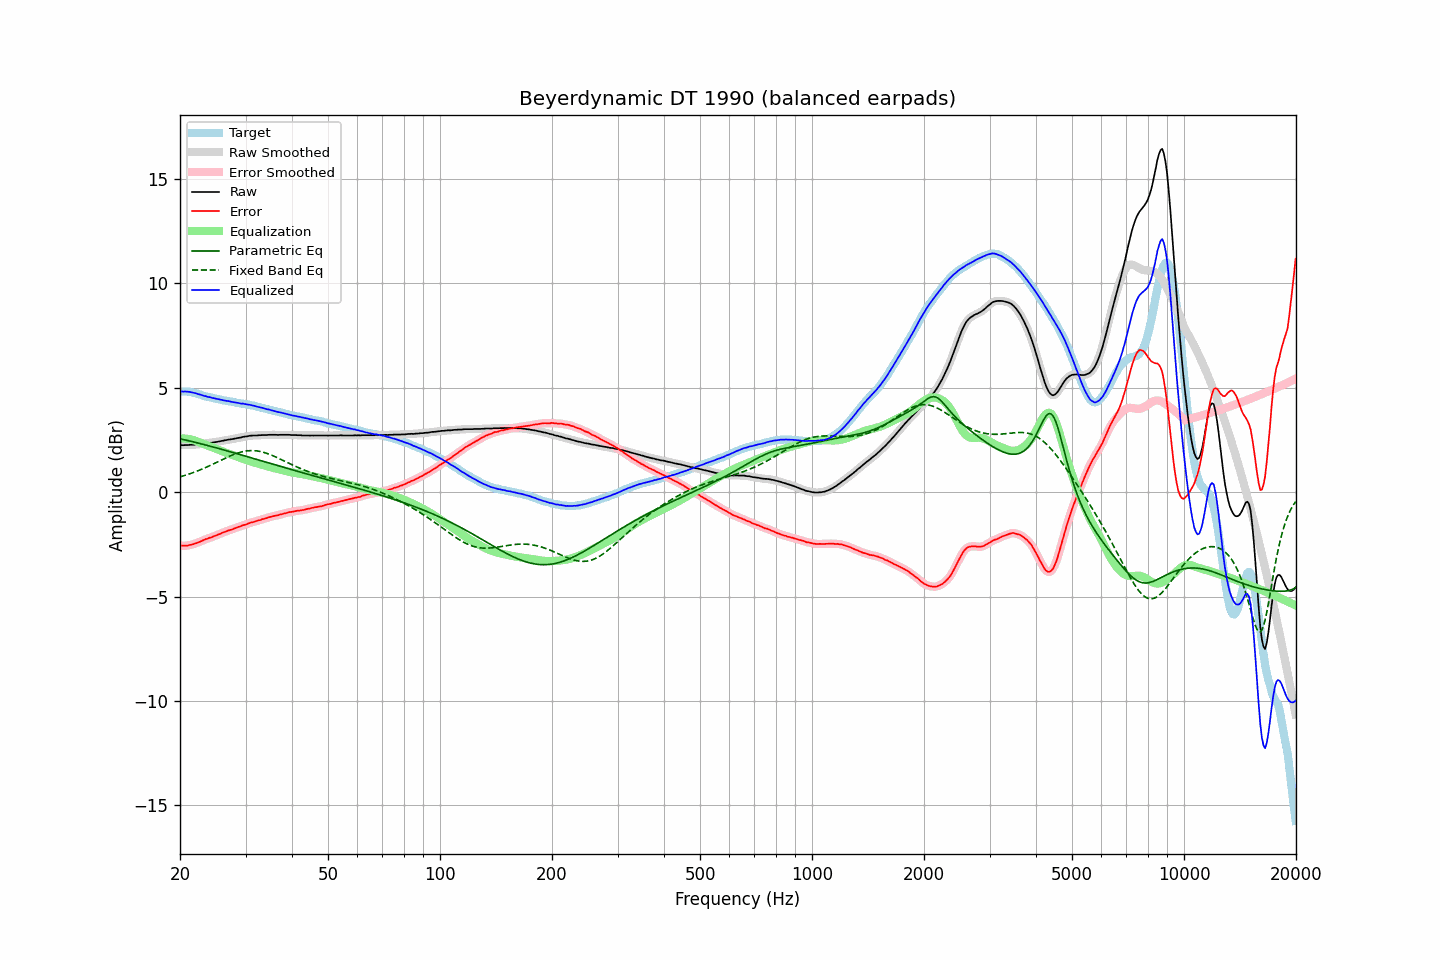 Beyerdynamic DT 1990 (balanced earpads)
Target
Raw Smoothed
Error Smoothed
Raw
Error
Equalization
Parametric Eq
Fixed Band Eq
Equalized
15
10
5
0
−5
−10
−15
Amplitude (dBr)
20 50 100 200 500 1000 2000 5000 10000 20000
Frequency (Hz)